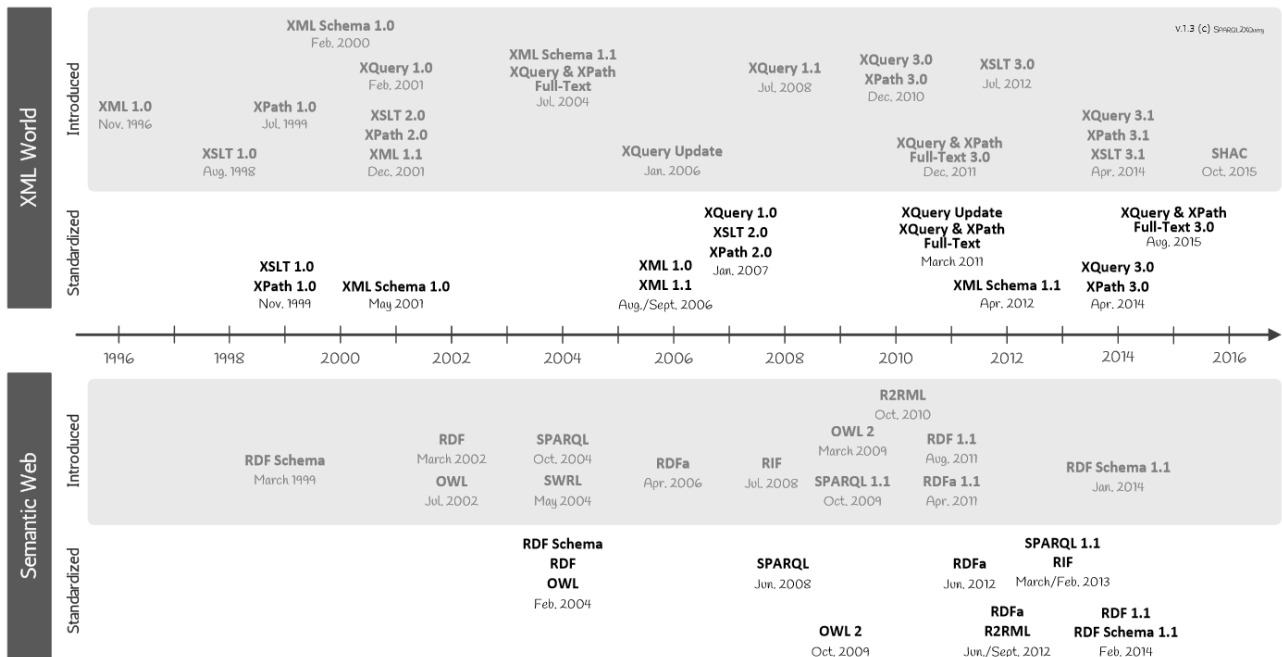 v.1.3 (c) SPARQL2XQuery
XML World
Introduced
XML Schema 1.0
Feb. 2000
XQuery 1.0
Feb. 2001
XML Schema 1.1
XQuery & XPath
Full-Text
Jul. 2004
XQuery 1.1
Jul. 2008
XQuery 3.0
XPath 3.0
Dec. 2010
XSLT 3.0
Jul. 2012
XML 1.0
Nov. 1996
XPath 1.0
Jul. 1999
XSLT 2.0
XPath 2.0
XML 1.1
Dec. 2001
XQuery 3.1
XPath 3.1
XSLT 3.1
Apr. 2014
XSLT 1.0
Aug. 1998
XQuery Update
Jan. 2006
XQuery & XPath
Full-Text 3.0
Dec. 2011
SHAC
Oct. 2015
Standardized
XQuery 1.0
XSLT 2.0
XPath 2.0
Jan. 2007
XQuery Update
XQuery & XPath
Full-Text
March 2011
XQuery & XPath
Full-Text 3.0
Aug. 2015
XSLT 1.0
XPath 1.0
Nov. 1999
XML Schema 1.0
May 2001
XML 1.0
XML 1.1
Aug./Sept. 2006
XML Schema 1.1
Apr. 2012
XQuery 3.0
XPath 3.0
Apr. 2014
1996 1998 2000 2002 2004 2006 2008 2010 2012 2014 2016
Semantic Web
Introduced
R2RML
Oct. 2010
RDF Schema
March 1999
RDF
March 2002
OWL
Jul. 2002
SPARQL
Oct. 2004
SWRL
May 2004
RDFa
Apr. 2006
RIF
Jul. 2008
OWL 2
March 2009
SPARQL 1.1
Oct. 2009
RDF 1.1
Aug. 2011
RDFa 1.1
Apr. 2011
RDF Schema 1.1
Jan. 2014
Standardized
RDF Schema
RDF
OWL
Feb. 2004
SPARQL
Jun. 2008
RDFa
Jun. 2012
SPARQL 1.1
RIF
March/Feb. 2013
OWL 2
Oct. 2009
RDFa
R2RML
Jun./Sept. 2012
RDF 1.1
RDF Schema 1.1
Feb. 2014